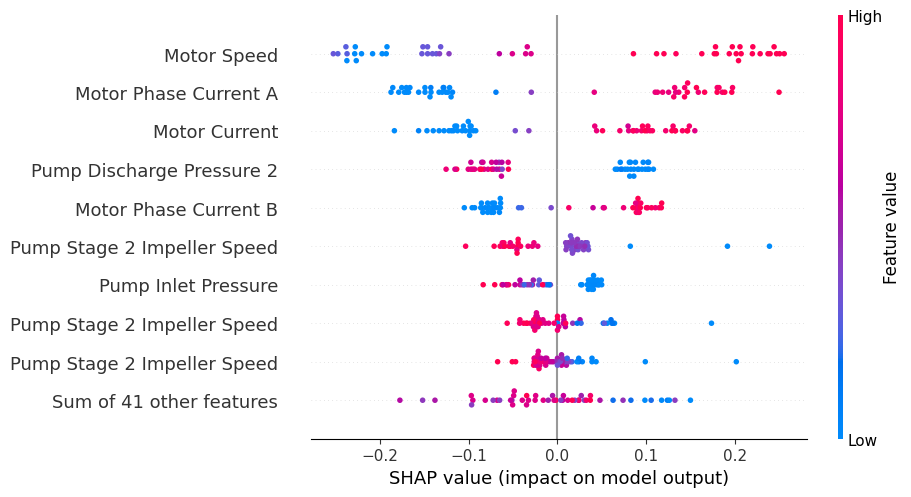 High
Motor Speed
Motor Phase Current A
Motor Current
Pump Discharge Pressure 2
Motor Phase Current B
Pump Stage 2 Impeller Speed
Pump Inlet Pressure
Pump Stage 2 Impeller Speed
Pump Stage 2 Impeller Speed
Sum of 41 other features
Feature value
Low
−0.2 −0.1 0.0 0.1 0.2
SHAP value (impact on model output)